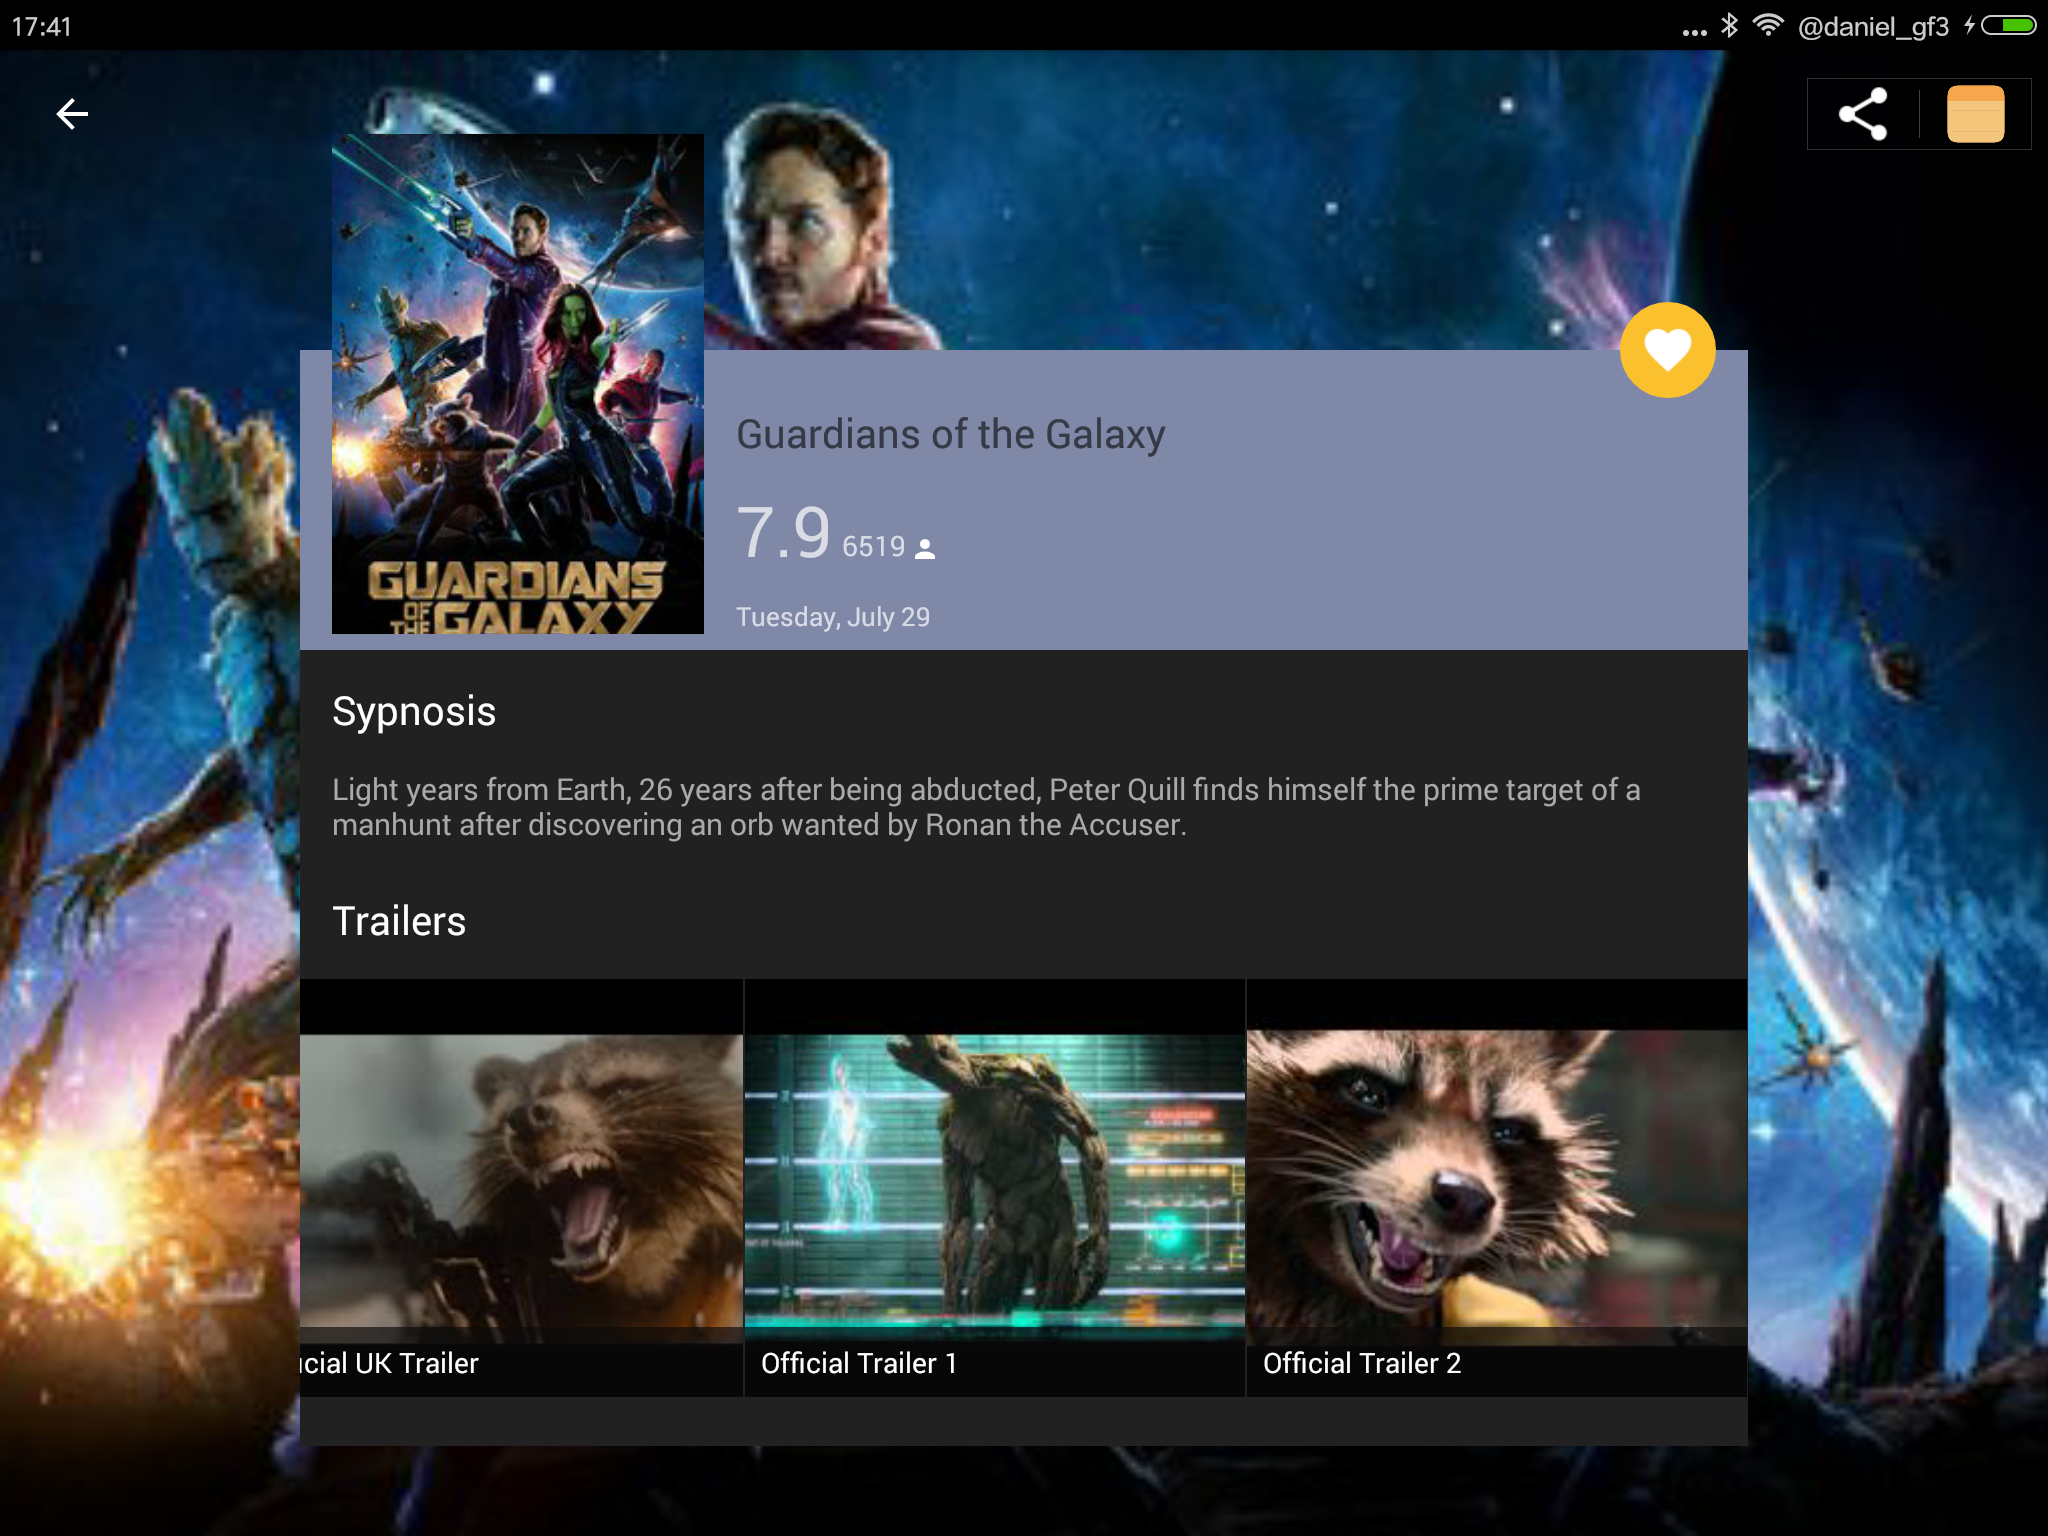 17:41
@daniel_gf3
GUARDIANS
OF THE GALAXY
Guardians of the Galaxy
7.9 6519
Tuesday, July 29
Sypnosis
Light years from Earth, 26 years after being abducted, Peter Quill finds himself the prime target of a
manhunt after discovering an orb wanted by Ronan the Accuser.
Trailers
icial UK Trailer
Official Trailer 1
Official Trailer 2